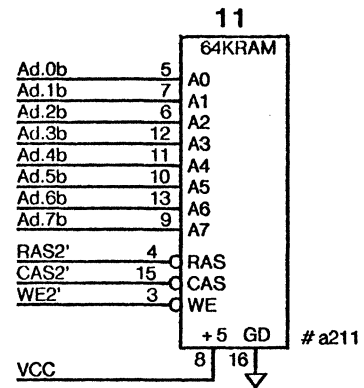 11
64KRAM
Ad.0b 5 A0
Ad.1b 7 A1
Ad.2b 6 A2
Ad.3b 12 A3
Ad.4b 11 A4
Ad.5b 10 A5
Ad.6b 13 A6
Ad.7b 9 A7
RAS2' 4 RAS
CAS2' 15 CAS
WE2' 3 WE
+5 GD #a211
VCC 8 16